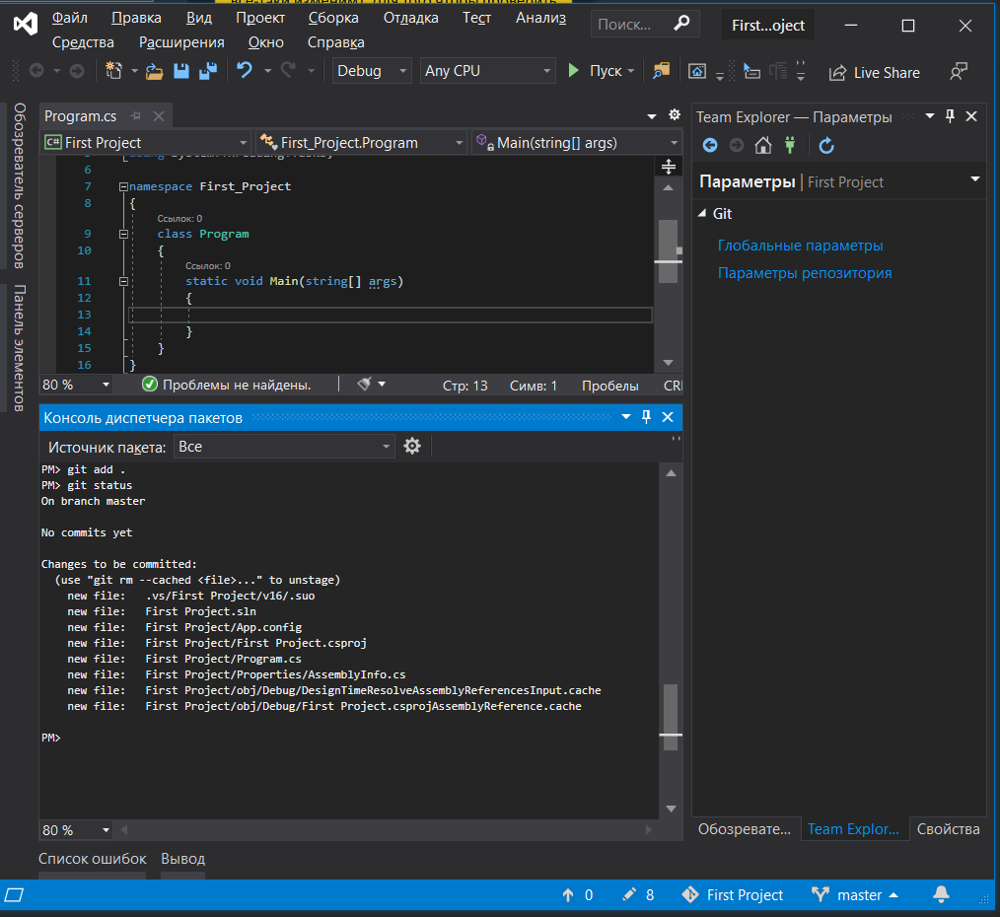 Файл Правка Вид Проект Сборка Отладка Тест Анализ Поиск... First...oject
Средства Расширения Окно Справка
Debug Any CPU Пуск Live Share
Обозреватель серверов
Панель элементов
Program.cs
First Project First_Project.Program Main(string[] args)
6
7 namespace First_Project
8 {
Ссылок: 0
9 class Program
10 {
Ссылок: 0
11 static void Main(string[] args)
12 {
13
14 }
15 }
16 }
80 % Проблемы не найдены. Стр: 13 Симв: 1 Пробелы CRI
Консоль диспетчера пакетов
Источник пакета: Все
PM> git add .
PM> git status
On branch master
No commits yet
Changes to be committed:
(use "git rm --cached <file>..." to unstage)
new file: .vs/First Project/v16/.suo
new file: First Project.sln
new file: First Project/App.config
new file: First Project/First Project.csproj
new file: First Project/Program.cs
new file: First Project/Properties/AssemblyInfo.cs
new file: First Project/obj/Debug/DesignTimeResolveAssemblyReferencesInput.cache
new file: First Project/obj/Debug/First Project.csprojAssemblyReference.cache
PM>
80 %
Список ошибок Вывод
Team Explorer — Параметры
Параметры | First Project
Git
Глобальные параметры
Параметры репозитория
Обозревате... Team Explor... Свойства
0 8 First Project master